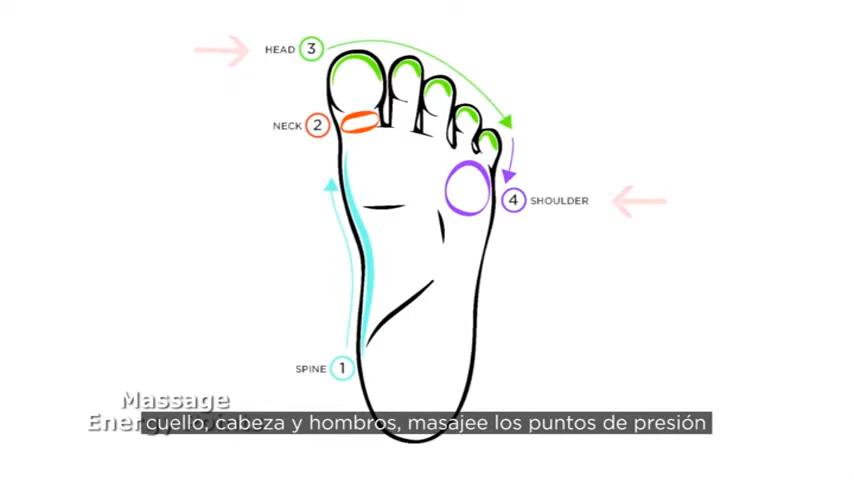 HEAD 3
NECK 2
4 SHOULDER
SPINE 1
Massage
cuello, cabeza y hombros, masajee los puntos de presión